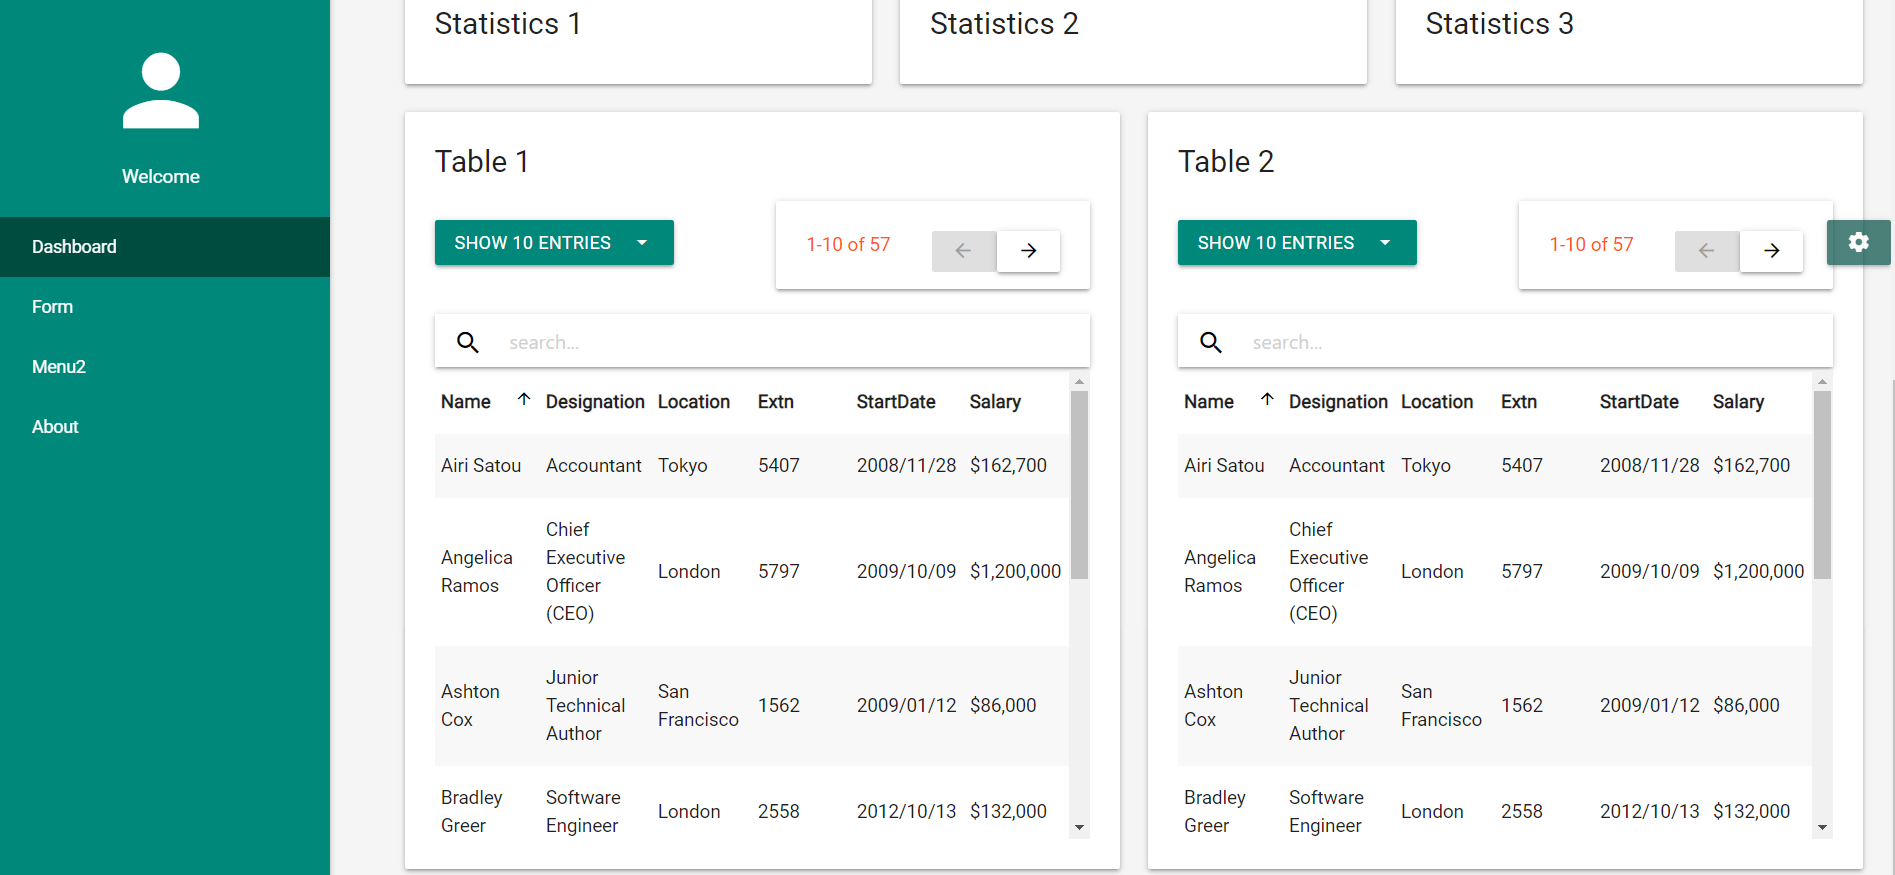 Welcome
Dashboard
Form
Menu2
About
Statistics 1
Statistics 2
Statistics 3
Table 1
SHOW 10 ENTRIES
1-10 of 57
search...
Name Designation Location Extn StartDate Salary
Airi Satou Accountant Tokyo 5407 2008/11/28 $162,700
Angelica
Ramos
Chief
Executive
Officer
(CEO)
London 5797 2009/10/09 $1,200,000
Ashton
Cox
Junior
Technical
Author
San
Francisco
1562 2009/01/12 $86,000
Bradley
Greer
Software
Engineer
London 2558 2012/10/13 $132,000
Table 2
SHOW 10 ENTRIES
1-10 of 57
search...
Name Designation Location Extn StartDate Salary
Airi Satou Accountant Tokyo 5407 2008/11/28 $162,700
Angelica
Ramos
Chief
Executive
Officer
(CEO)
London 5797 2009/10/09 $1,200,000
Ashton
Cox
Junior
Technical
Author
San
Francisco
1562 2009/01/12 $86,000
Bradley
Greer
Software
Engineer
London 2558 2012/10/13 $132,000